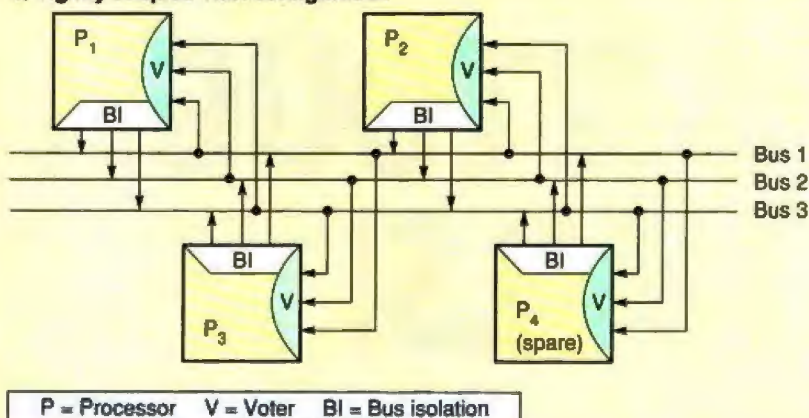 P1
V
BI
P2
V
BI
Bus 1
Bus 2
Bus 3
BI
V
P3
BI
V
P4
(spare)
P = Processor V = Voter BI = Bus isolation